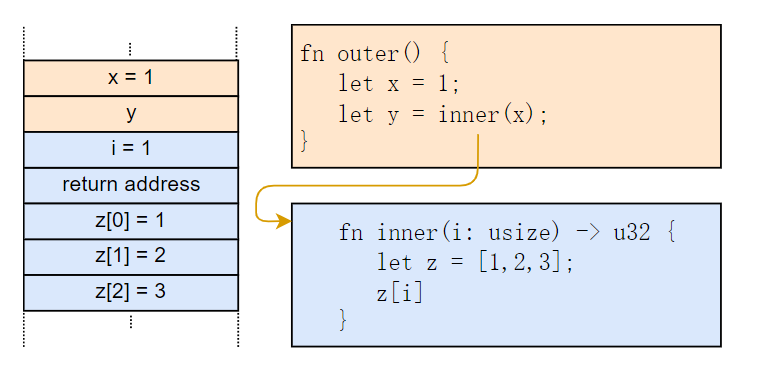 x = 1
y
i = 1
return address
z[0] = 1
z[1] = 2
z[2] = 3
fn outer() {
let x = 1;
let y = inner(x);
}
fn inner(i: usize) -> u32 {
let z = [1,2,3];
z[i]
}